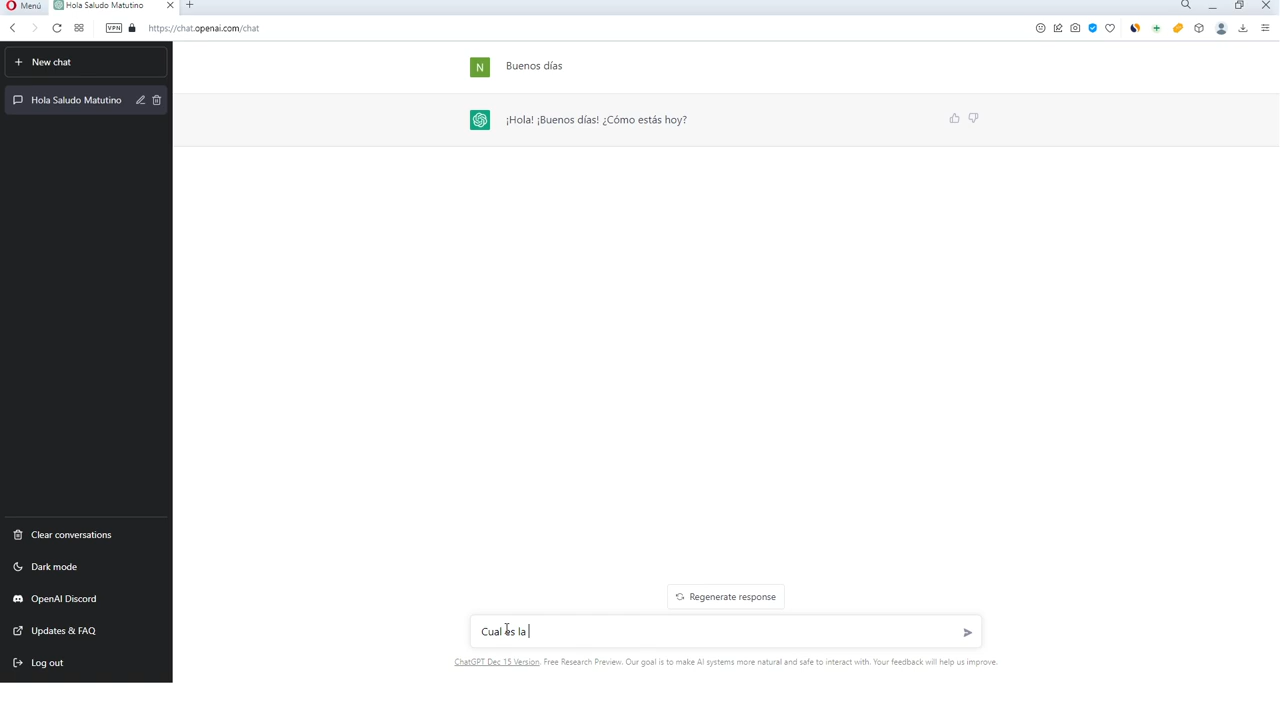 Menú
Hola Saludo Matutino
VPN
https://chat.openai.com/chat
New chat
Hola Saludo Matutino
N
Buenos días
¡Hola! ¡Buenos días! ¿Cómo estás hoy?
Clear conversations
Dark mode
OpenAI Discord
Updates & FAQ
Log out
Regenerate response
Cual es la
ChatGPT Dec 15 Version. Free Research Preview. Our goal is to make AI systems more natural and safe to interact with. Your feedback will help us improve.